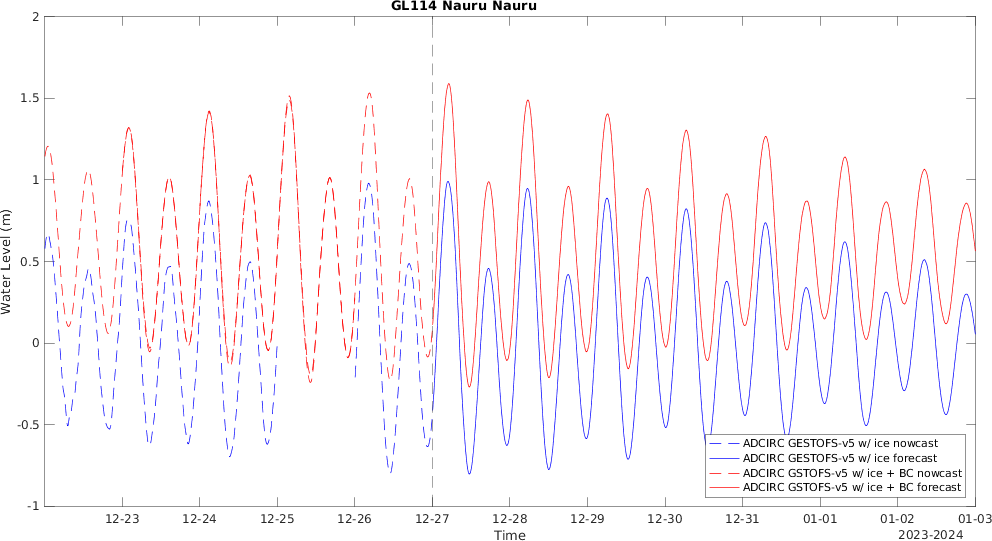 GL114 Nauru Nauru
2
1.5
1
0.5
0
-0.5
-1
Water Level (m)
12-23 12-24 12-25 12-26 12-27 12-28 12-29 12-30 12-31 01-01 01-02 01-03
Time
2023-2024
ADCIRC GESTOFS-v5 w/ ice nowcast
ADCIRC GESTOFS-v5 w/ ice forecast
ADCIRC GSTOFS-v5 w/ ice + BC nowcast
ADCIRC GSTOFS-v5 w/ ice + BC forecast